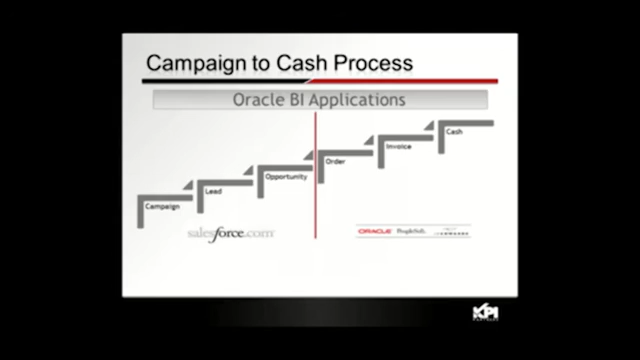 Campaign to Cash Process
Oracle BI Applications
Cash
Invoice
Order
Opportunity
Lead
Campaign
salesforce.com
ORACLE PeopleSoft
KPI